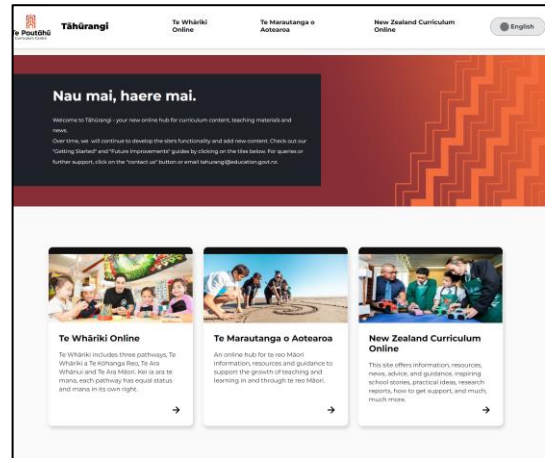 Te Poutāhū
Curriculum Centre
Tāhūrangi
Te Whāriki
Online
Te Marautanga o
Aotearoa
New Zealand Curriculum
Online
English
Nau mai, haere mai.
Welcome to Tāhūrangi - your new online hub for curriculum content, teaching materials and
news.
Over time, we will continue to develop the sites functionality and add new content. Check out our
"Getting Started" and "Future Improvements" guides by clicking on the tiles below. For queries or
further support, click on the "contact us" button or email tahurangi@education.govt.nz.
Te Whāriki Online
Te Whāriki includes three pathways, Te
Whāriki a Te Kōhanga Reo, Te Ara
Whānui and Te Ara Māori. Kei ia ara te
mana, each pathway has equal status
and mana in its own right.
Te Marautanga o Aotearoa
An online hub for te reo Māori
information, resources and guidance to
support the growth of teaching and
learning in and through te reo Māori.
New Zealand Curriculum
Online
This site offers information, resources,
news, advice, and guidance, inspiring
school stories, practical ideas, research
reports, how to get support, and much,
much more.